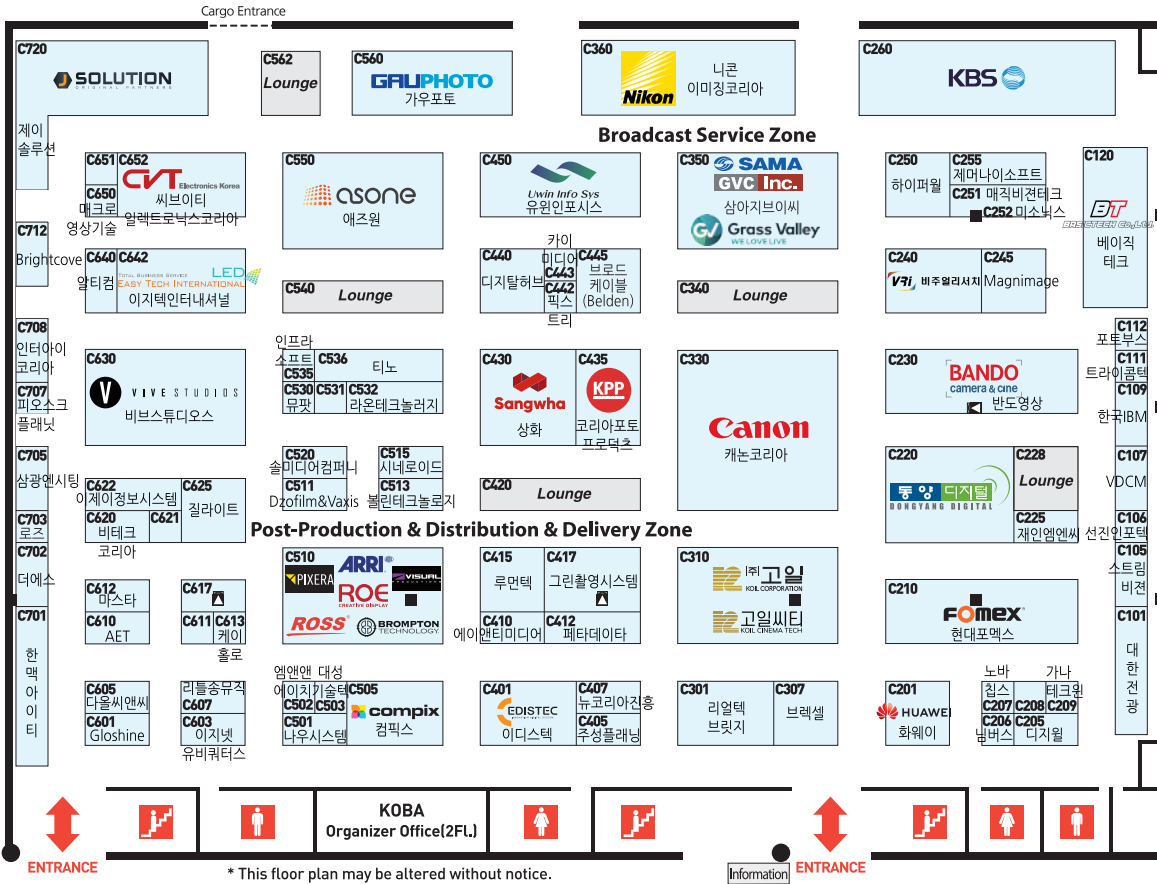 Cargo Entrance
C720
J SOLUTION
ORIGINAL PARTNERS
제이
솔루션
C562
Lounge
C560
GAUPHOTO
가우포토
C360
Nikon
니콘
이미징코리아
C260
KBS
Broadcast Service Zone
C651
C650
매크로
영상기술
C652
CVT
Electronics Korea
씨브이티
일렉트로닉스코리아
C550
asone
애즈원
C450
Uwin Info Sys
유윈인포시스
C350
SAMA
GVC Inc.
삼아지브이씨
GV
Grass Valley
WE LOVE LIVE
C250
하이퍼월
C255
제머나이소프트
C251 매직비젼테크
C252 미소닉스
C120
BT
BASICTECH Co.,Ltd.
베이직
테크
C712
Brightcove
C640
알티컴
C642
TOTAL BUSINESS SERVICE
LED
EASY TECH INTERNATIONAL
이지텍인터내셔널
C540
Lounge
C440
디지탈허브
카이
미디어
C443
C442
픽스
트리
C445
브로드
케이블
(Belden)
C340
Lounge
C240
VRi 비주얼리서치
C245
Magnimage
C708
인터아이
코리아
C707
피오스크
플래닛
C630
V VIVE STUDIOS
비브스튜디오스
인프라
소프트
C535
C536
티노
C530
뮤팟
C531
C532
라온테크놀러지
C430
Sangwha
상화
C435
KPP
코리아포토
프로덕츠
C330
Canon
캐논코리아
C230
BANDO
camera & cine
반도영상
C112
포토부스
C111
트라이콤텍
C109
한국IBM
C705
삼광엔시팅
C703
로즈
C702
더에스
C622
이제이정보시스템
C620
비테크
코리아
C621
C625
질라이트
C520
솔미디어컴퍼니
C511
Dzofilm&Vaxis
C515
시네로이드
C513
볼린테크놀로지
C420
Lounge
C220
동양디지털
DONGYANG DIGITAL
C228
Lounge
C225
재인엠엔씨
C107
VDCM
C106
선진인포텍
C105
스트림
비젼
Post-Production & Distribution & Delivery Zone
C612
마스타
C610
AET
C617
C611
C613
케이
홀로
C510
PIXERA
ARRI
ROE
CREATIVE DISPLAY
VISUAL
ROSS
BROMPTON
TECHNOLOGY
C415
루먼텍
C417
그린촬영시스템
C410
에이앤티미디어
C412
페타데이타
C310
(주)고일
KOIL CORPORATION
고일씨티
KOIL CINEMA TECH
C210
FOMEX
현대포멕스
C701
한
맥
아
이
티
C101
대
한
전
광
C605
다올씨앤씨
C601
Gloshine
리틀송뮤직
C607
C603
이지넷
유비쿼터스
엠앤앤
에이치
C502
대성
기술텍
C503
C501
나우시스템
C505
compix
컴픽스
C401
EDISTEC
이디스텍
C407
뉴코리아진흥
C405
주성플래닝
C301
리얼텍
브릿지
C307
브렉셀
C201
HUAWEI
화웨이
노바
칩스
C207
C206
님버스
C208
가나
테크윈
C209
C205
디지윌
KOBA
Organizer Office(2Fl.)
ENTRANCE
ENTRANCE
Information
* This floor plan may be altered without notice.